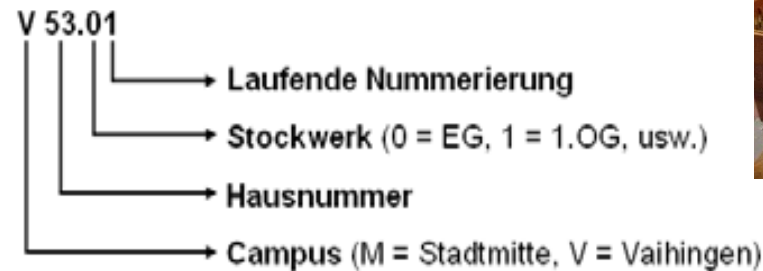 V 53.01
Laufende Nummerierung
Stockwerk (0 = EG, 1 = 1.OG, usw.)
Hausnummer
Campus (M = Stadtmitte, V = Vaihingen)